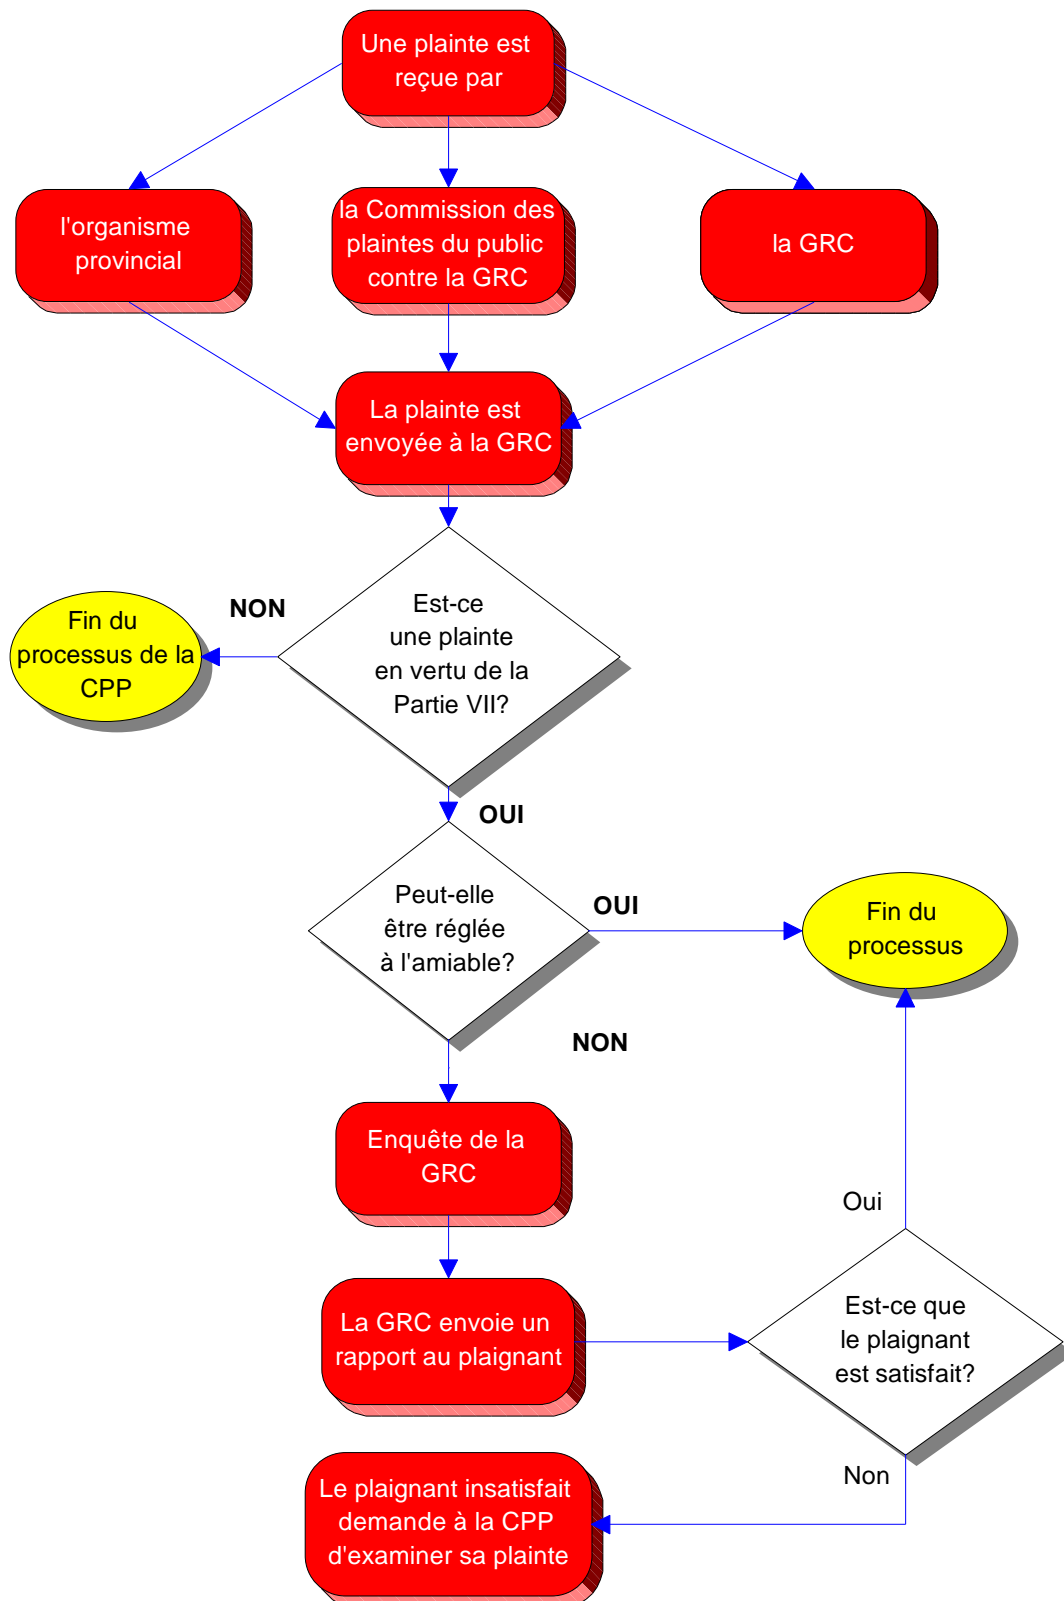 Une plainte est
reçue par
l'organisme
provincial
la Commission des
plaintes du public
contre la GRC
la GRC
La plainte est
envoyée à la GRC
NON
Fin du
processus de la
CPP
Est-ce
une plainte
en vertu de la
Partie VII?
OUI
Peut-elle
être réglée
à l'amiable?
OUI
Fin du
processus
NON
Enquête de la
GRC
Oui
La GRC envoie un
rapport au plaignant
Est-ce que
le plaignant
est satisfait?
Non
Le plaignant insatisfait
demande à la CPP
d'examiner sa plainte